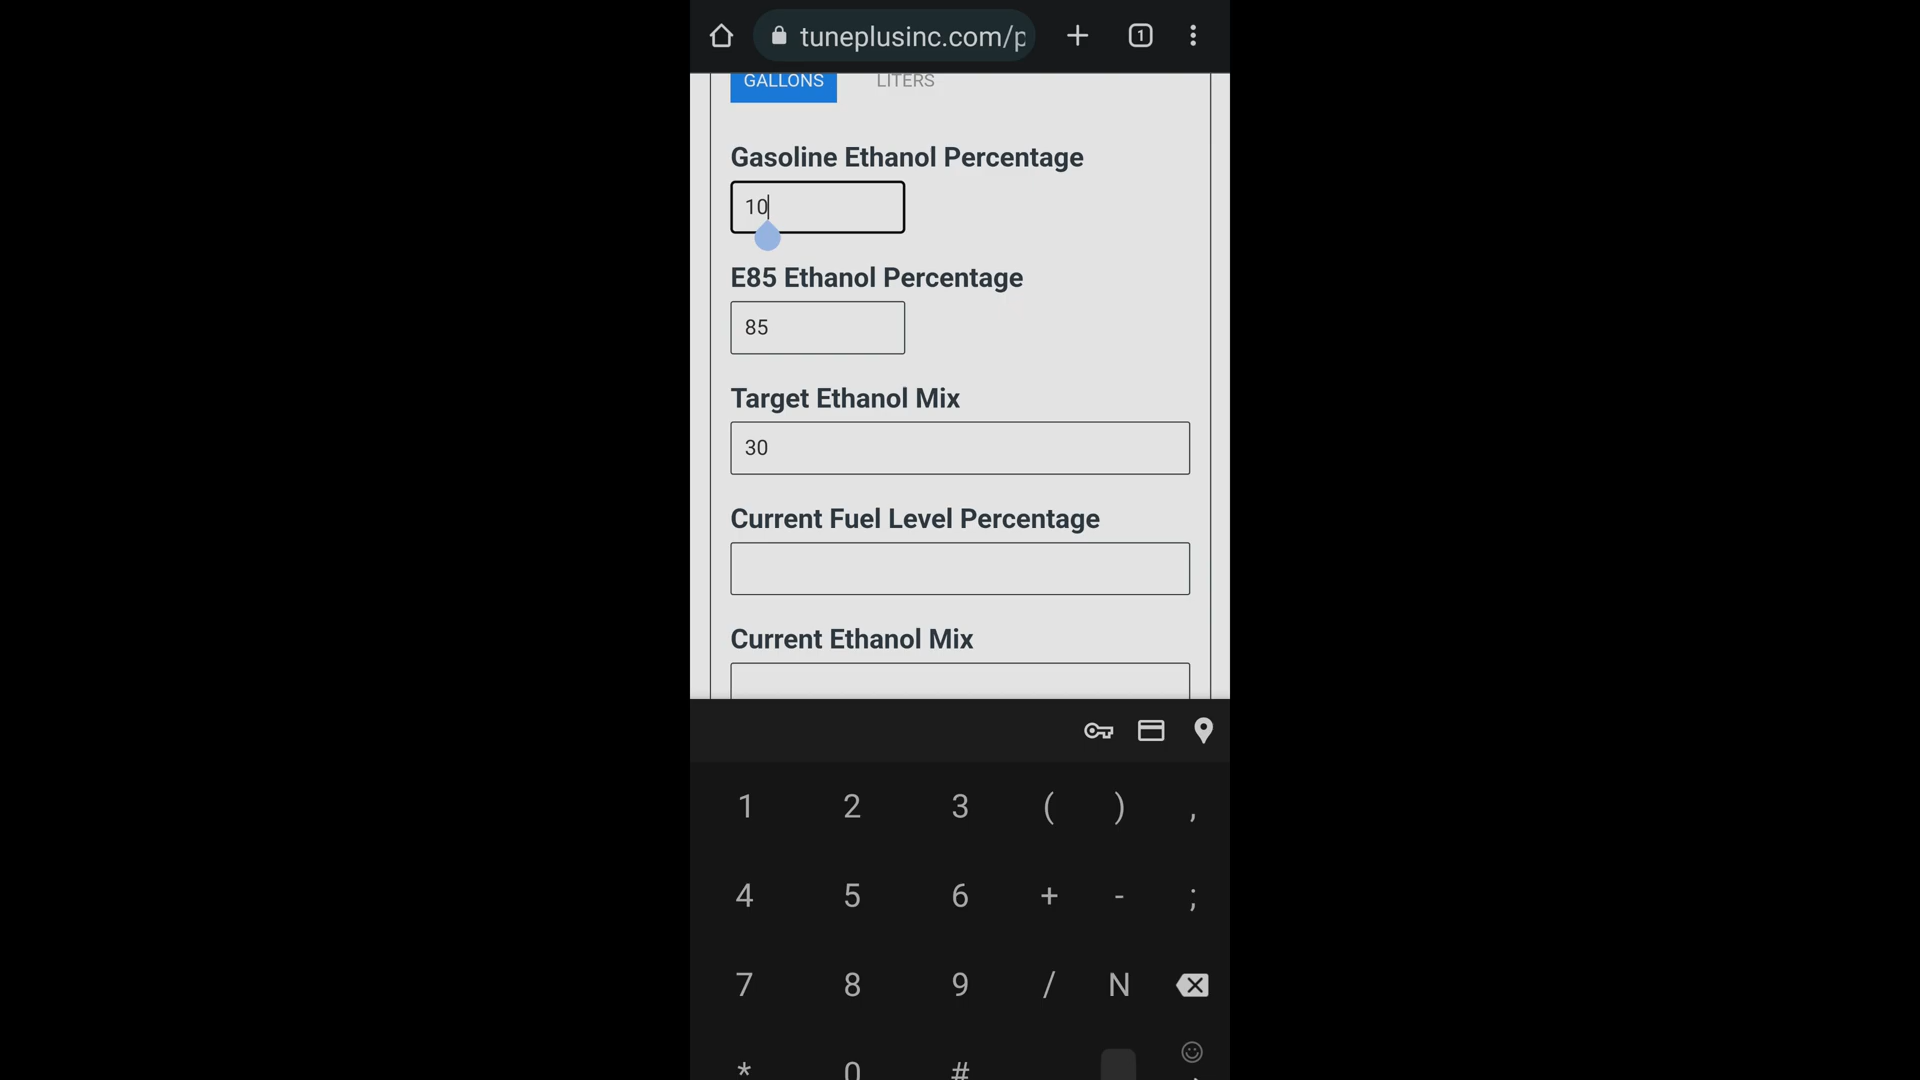 tuneplusinc.com/p
1
GALLONS LITERS
Gasoline Ethanol Percentage
10
E85 Ethanol Percentage
85
Target Ethanol Mix
30
Current Fuel Level Percentage
Current Ethanol Mix
1 2 3 ( ) ,
4 5 6 + - ;
7 8 9 / N
* 0 #